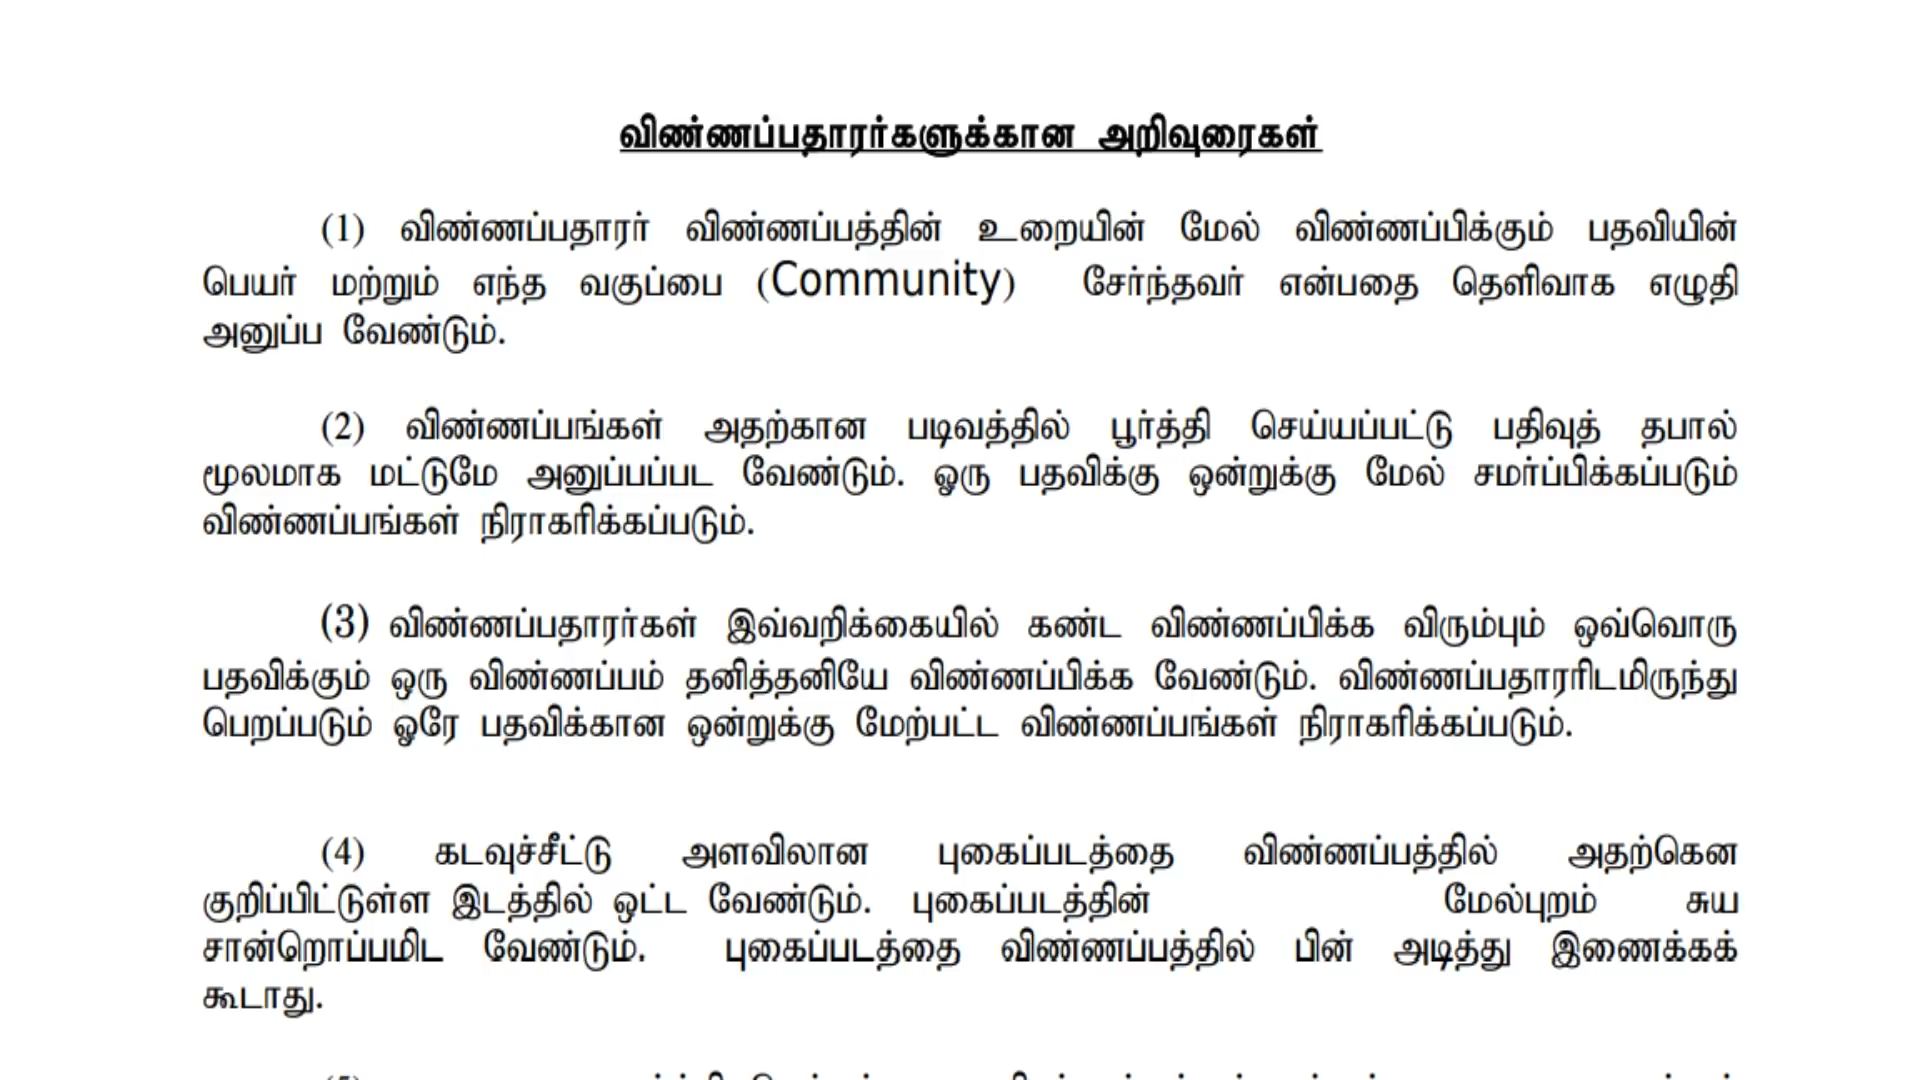 விண்ணப்பதாரர்களுக்கான அறிவுரைகள்
(1) விண்ணப்பதாரர் விண்ணப்பத்தின் உறையின் மேல் விண்ணப்பிக்கும் பதவியின்
பெயர் மற்றும் எந்த வகுப்பை (Community) சேர்ந்தவர் என்பதை தெளிவாக எழுதி
அனுப்ப வேண்டும்.
(2) விண்ணப்பங்கள் அதற்கான படிவத்தில் பூர்த்தி செய்யப்பட்டு பதிவுத் தபால்
மூலமாக மட்டுமே அனுப்பப்பட வேண்டும். ஓரு பதவிக்கு ஒன்றுக்கு மேல் சமர்ப்பிக்கப்படும்
விண்ணப்பங்கள் நிராகரிக்கப்படும்.
(3) விண்ணப்பதாரர்கள் இவ்வறிக்கையில் கண்ட விண்ணப்பிக்க விரும்பும் ஒவ்வொரு
பதவிக்கும் ஒரு விண்ணப்பம் தனித்தனியே விண்ணப்பிக்க வேண்டும். விண்ணப்பதாரரிடமிருந்து
பெறப்படும் ஓரே பதவிக்கான ஒன்றுக்கு மேற்பட்ட விண்ணப்பங்கள் நிராகரிக்கப்படும்.
(4) கடவுச்சீட்டு அளவிலான புகைப்படத்தை விண்ணப்பத்தில் அதற்கென
குறிப்பிட்டுள்ள இடத்தில் ஒட்ட வேண்டும். புகைப்படத்தின் மேல்புறம் சுய
சான்றொப்பமிட வேண்டும். புகைப்படத்தை விண்ணப்பத்தில் பின் அடித்து இணைக்கக்
கூடாது.